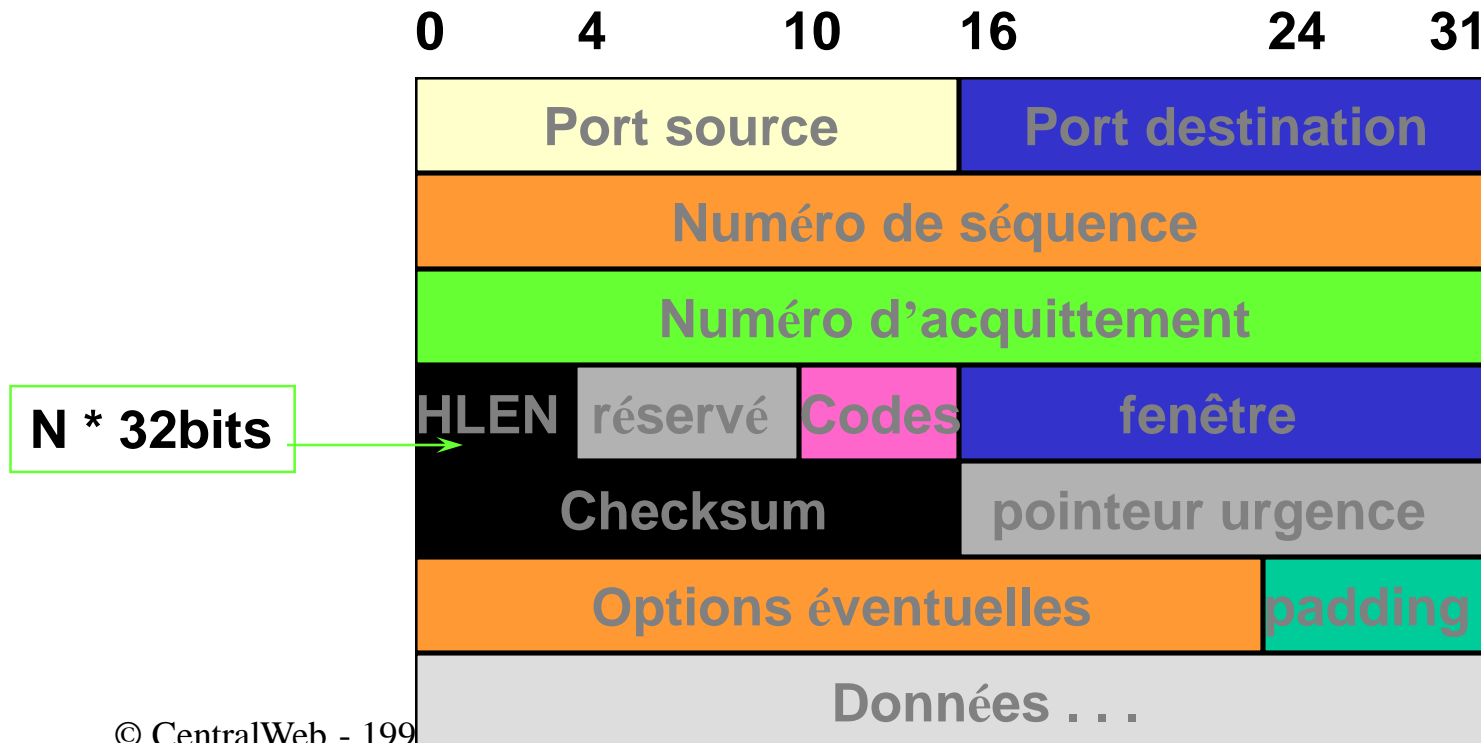 0 4 10 16 24 31
Port source Port destination
Numéro de séquence
Numéro d’acquittement
N * 32bits HLEN réservé Codes fenêtre
Checksum pointeur urgence
Options éventuelles padding
Données . . .
© CentralWeb - 199